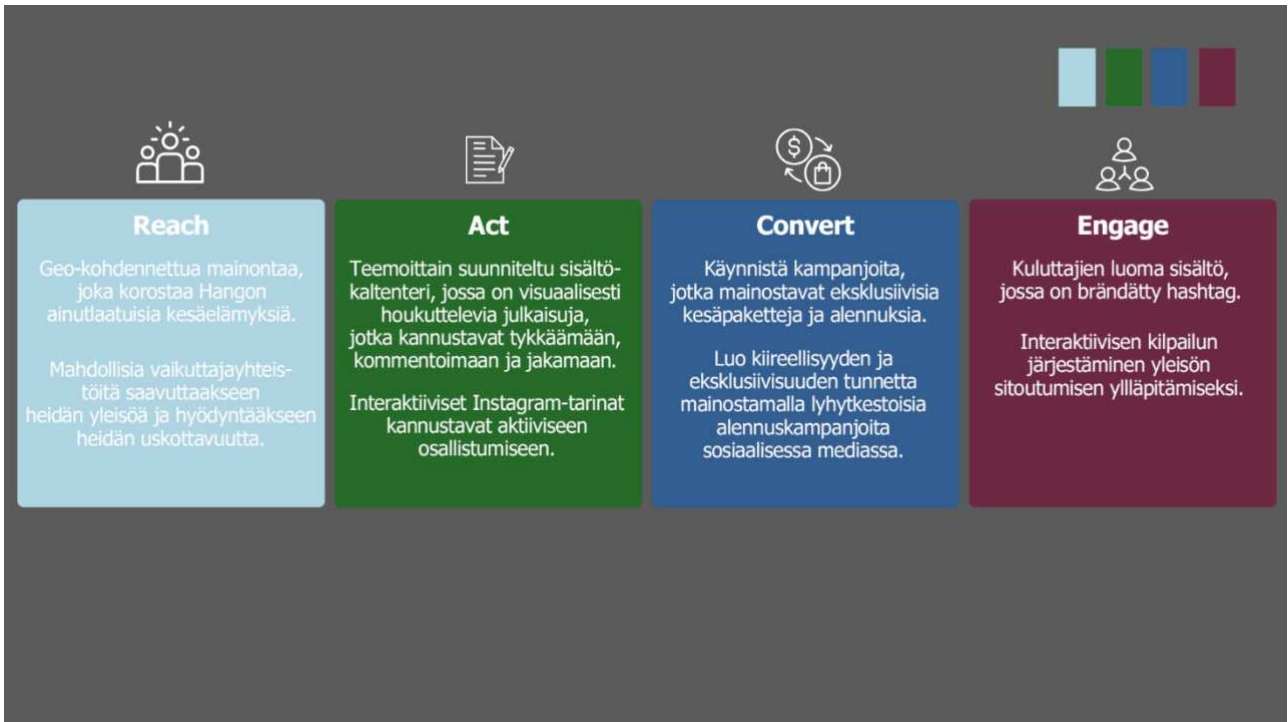 Reach
Geo-kohdennettua mainontaa,
joka korostaa Hangon
ainutlaatuisia kesäelämyksiä.
Mahdollisia vaikuttajayhteis-
töitä saavuttaakseen
heidän yleisöä ja hyödyntääkseen
heidän uskottavuutta.
Act
Teemoittain suunniteltu sisältö-
kaltenteri, jossa on visuaalisesti
houkuttelevia julkaisuja,
jotka kannustavat tykkäämään,
kommentoimaan ja jakamaan.
Interaktiiviset Instagram-tarinat
kannustavat aktiiviseen
osallistumiseen.
Convert
Käynnistä kampanjoita,
jotka mainostavat eksklusiivisia
kesäpaketteja ja alennuksia.
Luo kiireellisyyden ja
eksklusiivisuuden tunnetta
mainostamalla lyhytkestoisia
alennuskampanjoita
sosiaalisessa mediassa.
Engage
Kuluttajien luoma sisältö,
jossa on brändätty hashtag.
Interaktiivisen kilpailun
järjestäminen yleisön
sitoutumisen yllläpitämiseksi.